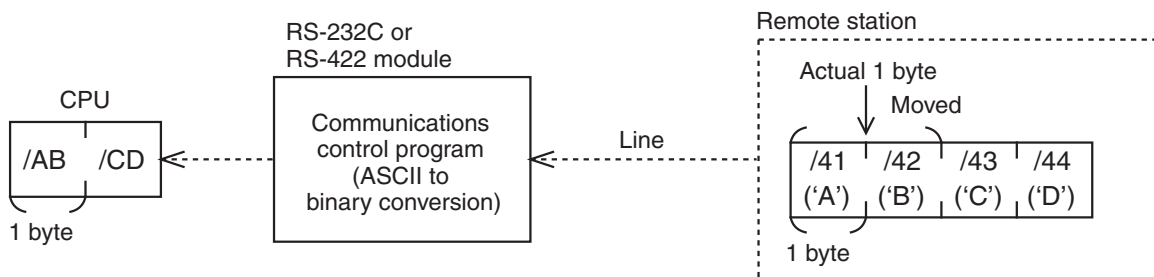 RS-232C or
RS-422 module
Remote station
CPU
Actual 1 byte
Moved
/AB /CD
Communications
control program
(ASCII to
binary conversion)
Line
/41 /42 /43 /44
(‘A’) (‘B’) (‘C’) (‘D’)
1 byte
1 byte